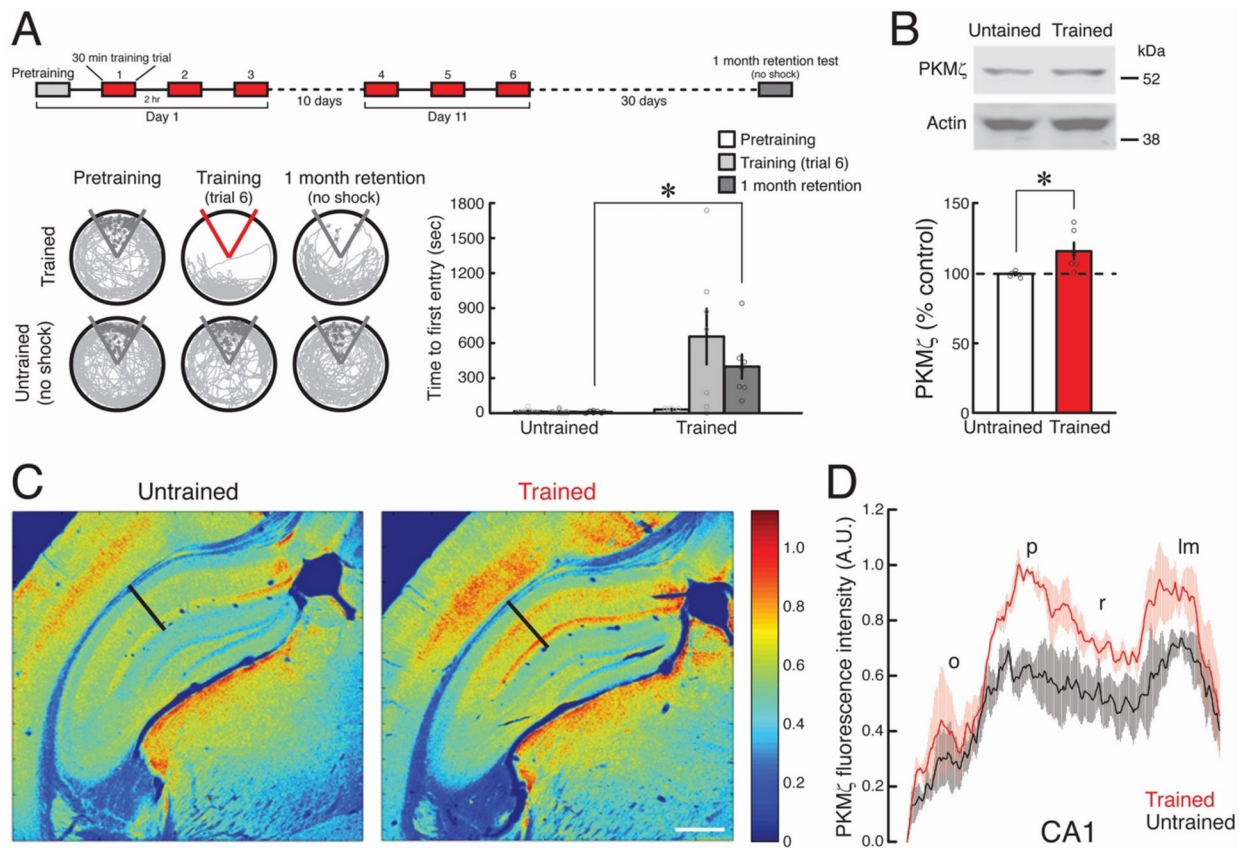 A
30 min training trial
Pretraining
1
2
3
4
5
6
1 month retention test
(no shock)
2 hr
10 days
30 days
Day 1
Day 11
Pretraining
Training (trial 6)
1 month retention
Pretraining
Training
(trial 6)
1 month retention
(no shock)
Trained
Untrained
(no shock)
Time to first entry (sec)
1800
1500
1200
900
600
300
0
*
Untrained
Trained
B
Untained Trained
kDa
PKMζ
52
Actin
38
PKMζ (% control)
150
100
50
0
*
Untrained Trained
C
Untrained
Trained
1.0
0.8
0.6
0.4
0.2
0
D
PKMζ fluorescence intensity (A.U.)
1.2
1.0
0.8
0.6
0.4
0.2
0.0
o
p
r
lm
Trained
Untrained
CA1